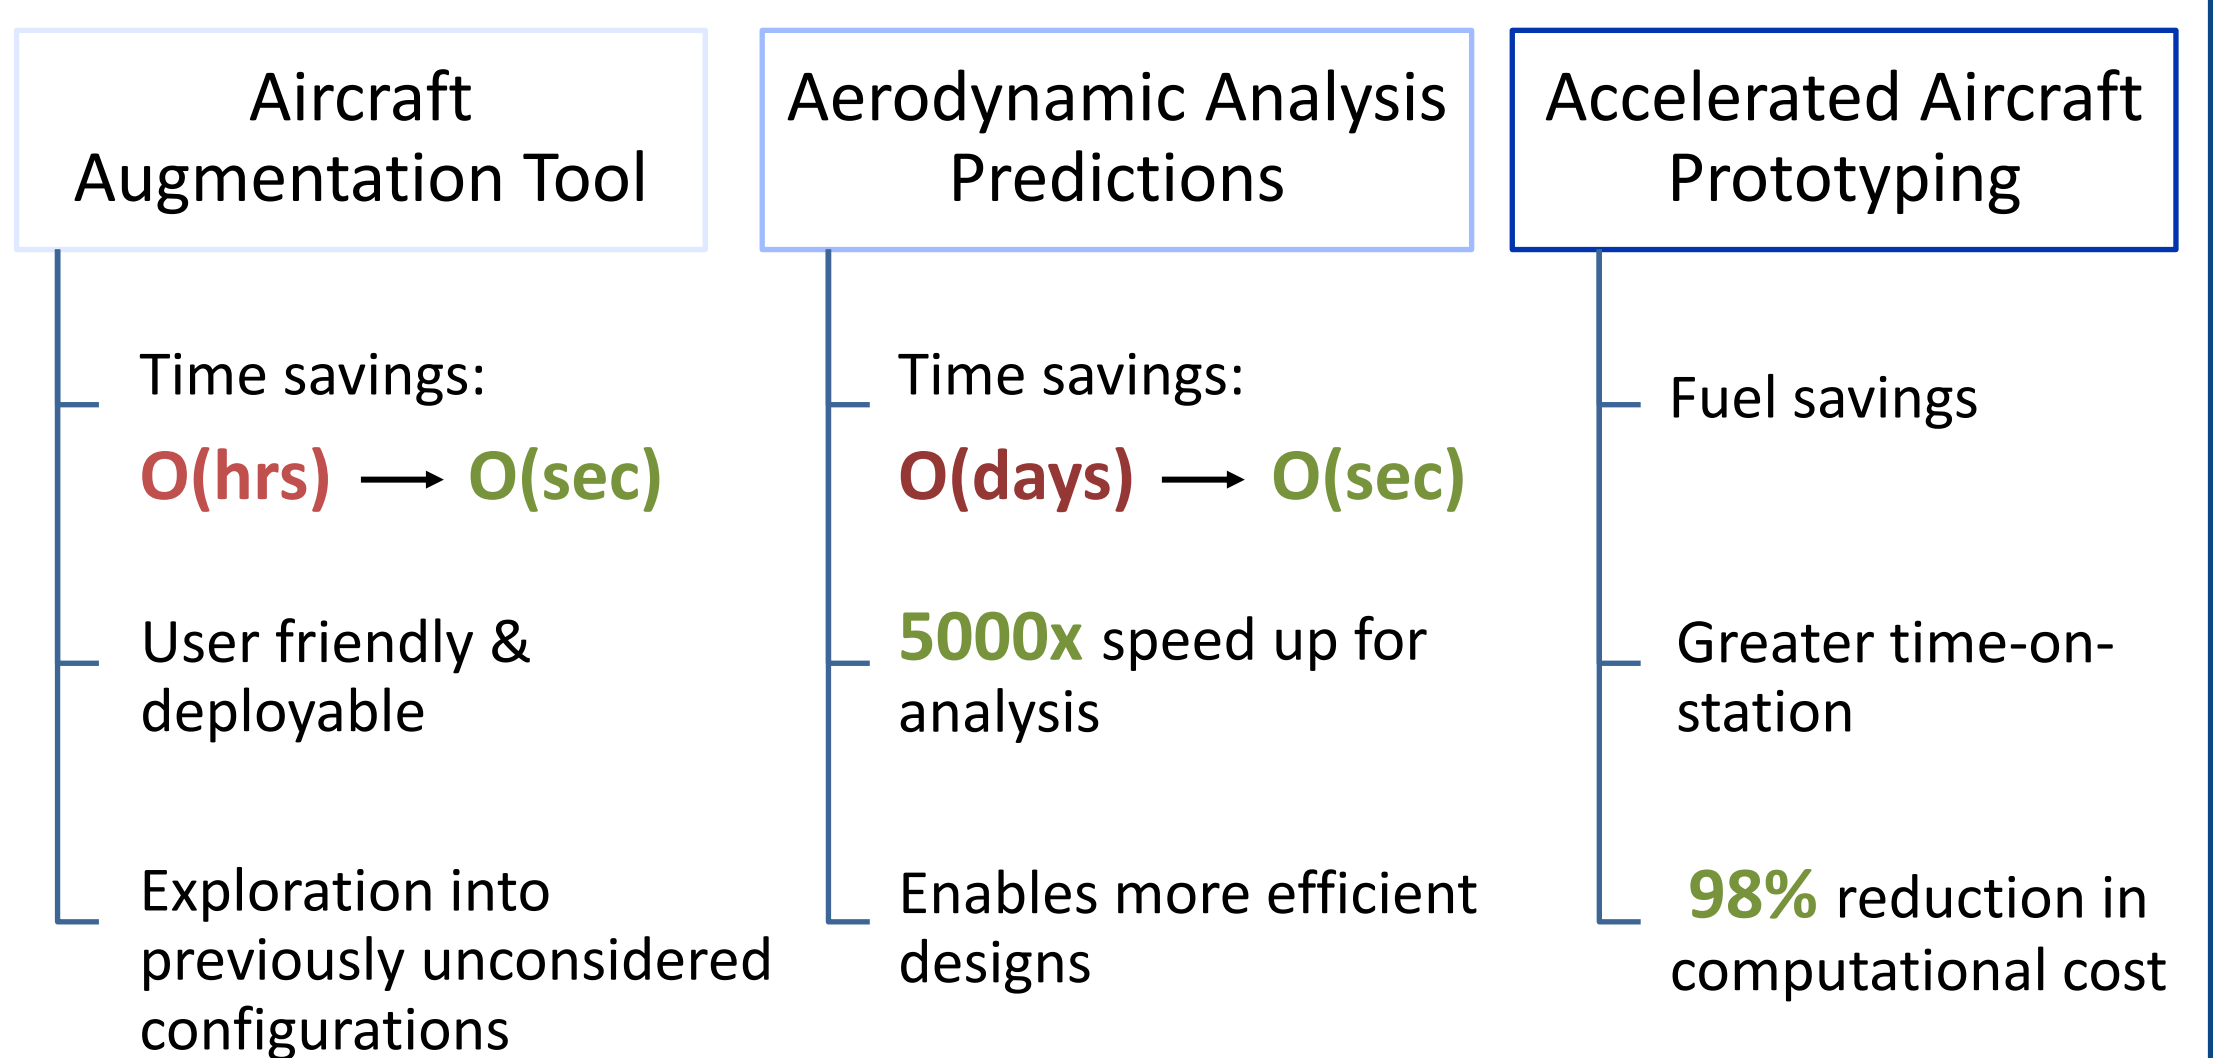 Aircraft
Augmentation Tool
Time savings:
O(hrs) → O(sec)
User friendly &
deployable
Exploration into
previously unconsidered
configurations
Aerodynamic Analysis
Predictions
Time savings:
O(days) → O(sec)
5000x speed up for
analysis
Enables more efficient
designs
Accelerated Aircraft
Prototyping
Fuel savings
Greater time-on-
station
98% reduction in
computational cost